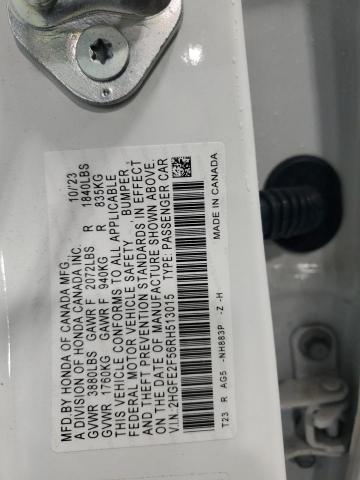 MFD.BY HONDA OF CANADA MFG., 10/'23
A DIVISION OF HONDA CANADA INC.
GVWR 3880LBS GAWR F 2072LBS R 1840LBS
GVWR 1760KG GAWR F 940KG R 835KG
THIS VEHICLE CONFORMS TO ALL APPLICABLE
FEDERAL MOTOR VEHICLE SAFETY, BUMPER,
AND THEFT PREVENTION STANDARDS IN EFFECT
ON THE DATE OF MANUFACTURE SHOWN ABOVE.
V.I.N.:2HGFE2F56RH513015 TYPE:PASSENGER CAR
MADE IN CANADA
T23 R AG5 -NH883P -Z -H